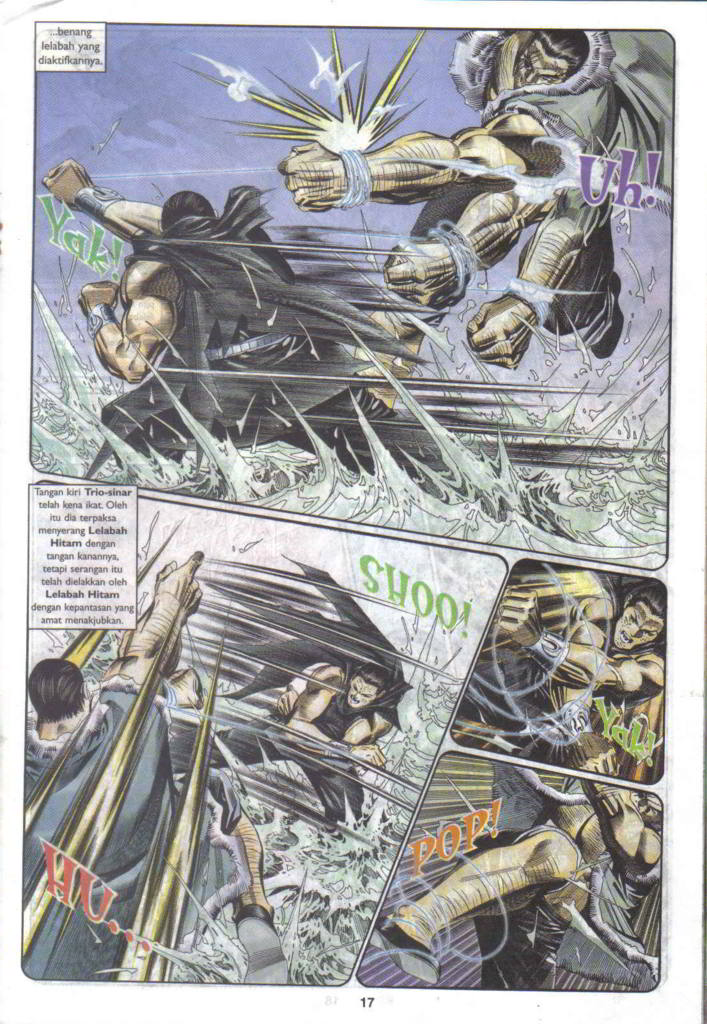 ...benang
lelabah yang
diaktifkannya.
Uh!
Yak!
Tangan kiri Trio-sinar
telah kena ikat. Oleh
itu dia terpaksa
menyerang Lelabah
Hitam dengan
tangan kanannya,
tetapi serangan itu
telah dielakkan oleh
Lelabah Hitam
dengan kepantasan yang
amat menakjubkan.
SHOO!
Yak!
POP!
HU...
17